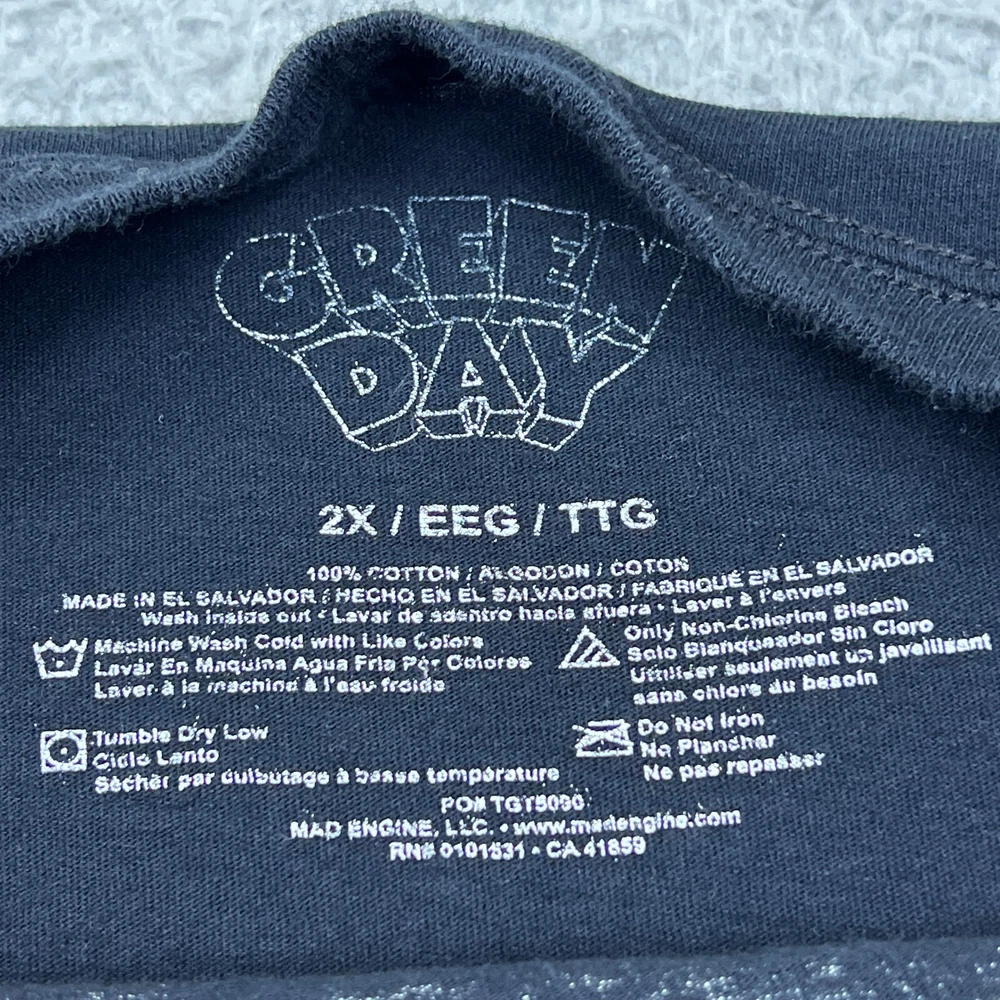 GREEN
DAY
2X / EEG / TTG
100% COTTON / ALGODON / COTON
MADE IN EL SALVADOR / HECHO EN EL SALVADOR / FABRIQUÉ EN EL SALVADOR
Wash inside out • Lavar de adentro hacia afuera • Laver à l'envers
Machine Wash Cold with Like Colors
Lavar En Maquina Agua Fria Por Colores
Laver à la machine à l'eau froide
Only Non-Chlorine Bleach
Solo Blanqueador Sin Cloro
Utiliser seulement un javellisant
sans chlore au besoin
Tumble Dry Low
Ciclo Lento
Sécher par culbutage à basse température
Do Not Iron
No Planchar
Ne pas repasser
PO# TGT5090
MAD ENGINE, LLC. • www.madengine.com
RN# 0101531 • CA 41859